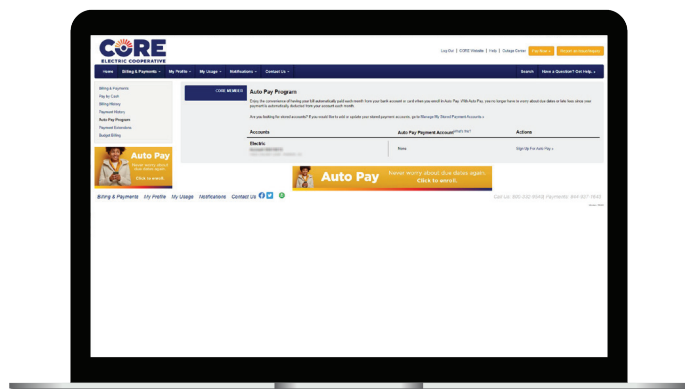 CORE
ELECTRIC COOPERATIVE
Log Out | CORE Website | Help | Outage Center
Home Billing & Payments My Profile My Usage Notifications Contact Us Search Have a Question? Get Help.
Billing & Payments
Pay by Cash
Billing History
Payment History
Auto Pay Program
Payment Extensions
Budget Billing
CORE MEMBER
Auto Pay Program
Enjoy the convenience of having your bill automatically paid each month from your bank account or card when you enroll in Auto Pay. With Auto Pay, you no longer have to worry about due dates or late fees since your
payment is automatically deducted from your account each month.
Are you looking for stored accounts? If you would like to add or update your stored payment accounts, go to Manage My Stored Payment Accounts »
Accounts Auto Pay Payment Account What's this? Actions
Electric
None Sign Up For Auto Pay »
Auto Pay
Never worry about
due dates again.
Click to enroll.
Auto Pay
Never worry about due dates again.
Click to enroll.
Billing & Payments My Profile My Usage Notifications Contact Us